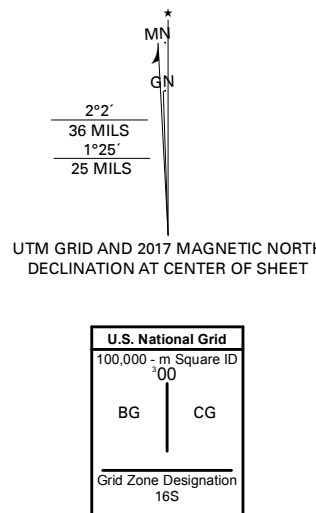 ★
MN
GN
2°2´
36 MILS
1°25´
25 MILS
UTM GRID AND 2017 MAGNETIC NORTH
DECLINATION AT CENTER OF SHEET
U.S. National Grid
100,000 - m Square ID
³00
BG CG
Grid Zone Designation
16S